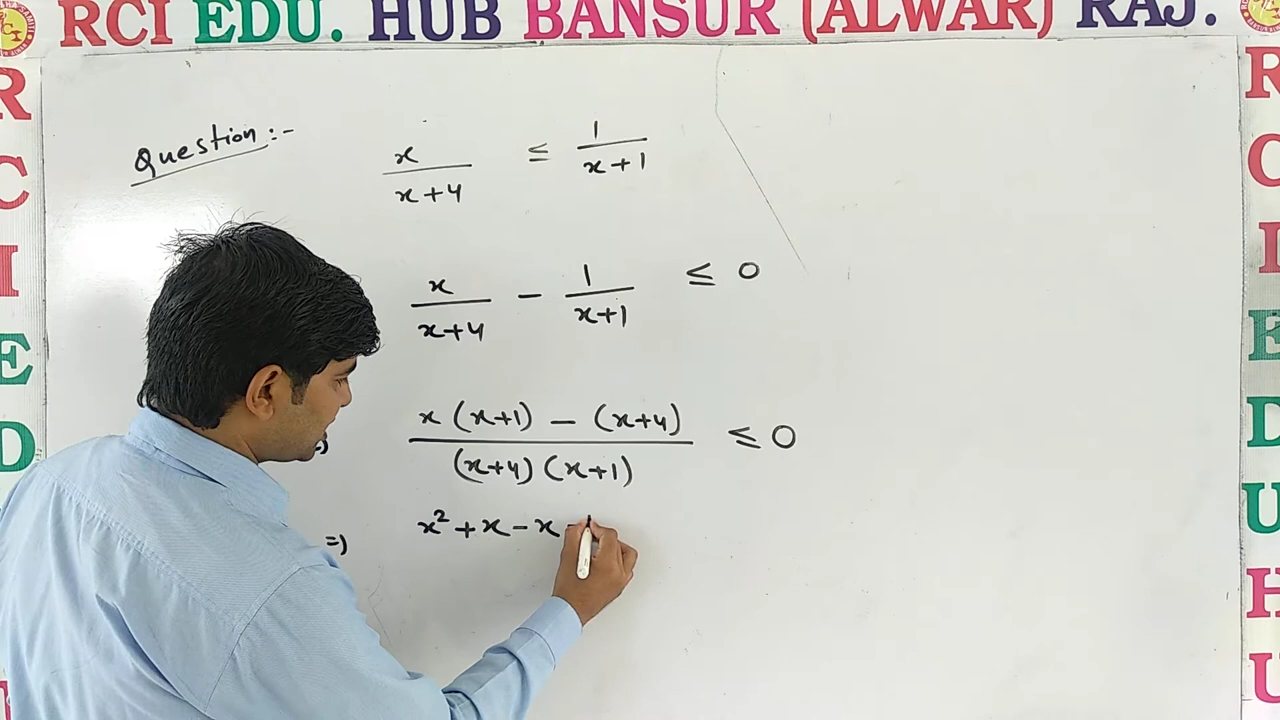 RCI EDU. HUB BANSUR (ALWAR) RAJ.
R
C
I
E
D
R
C
I
E
D
U
H
U
Question:-
x/(x+4) ≤ 1/(x+1)
x/(x+4) - 1/(x+1) ≤ 0
(x(x+1) - (x+4))/((x+4)(x+1)) ≤ 0
=) x² + x - x -